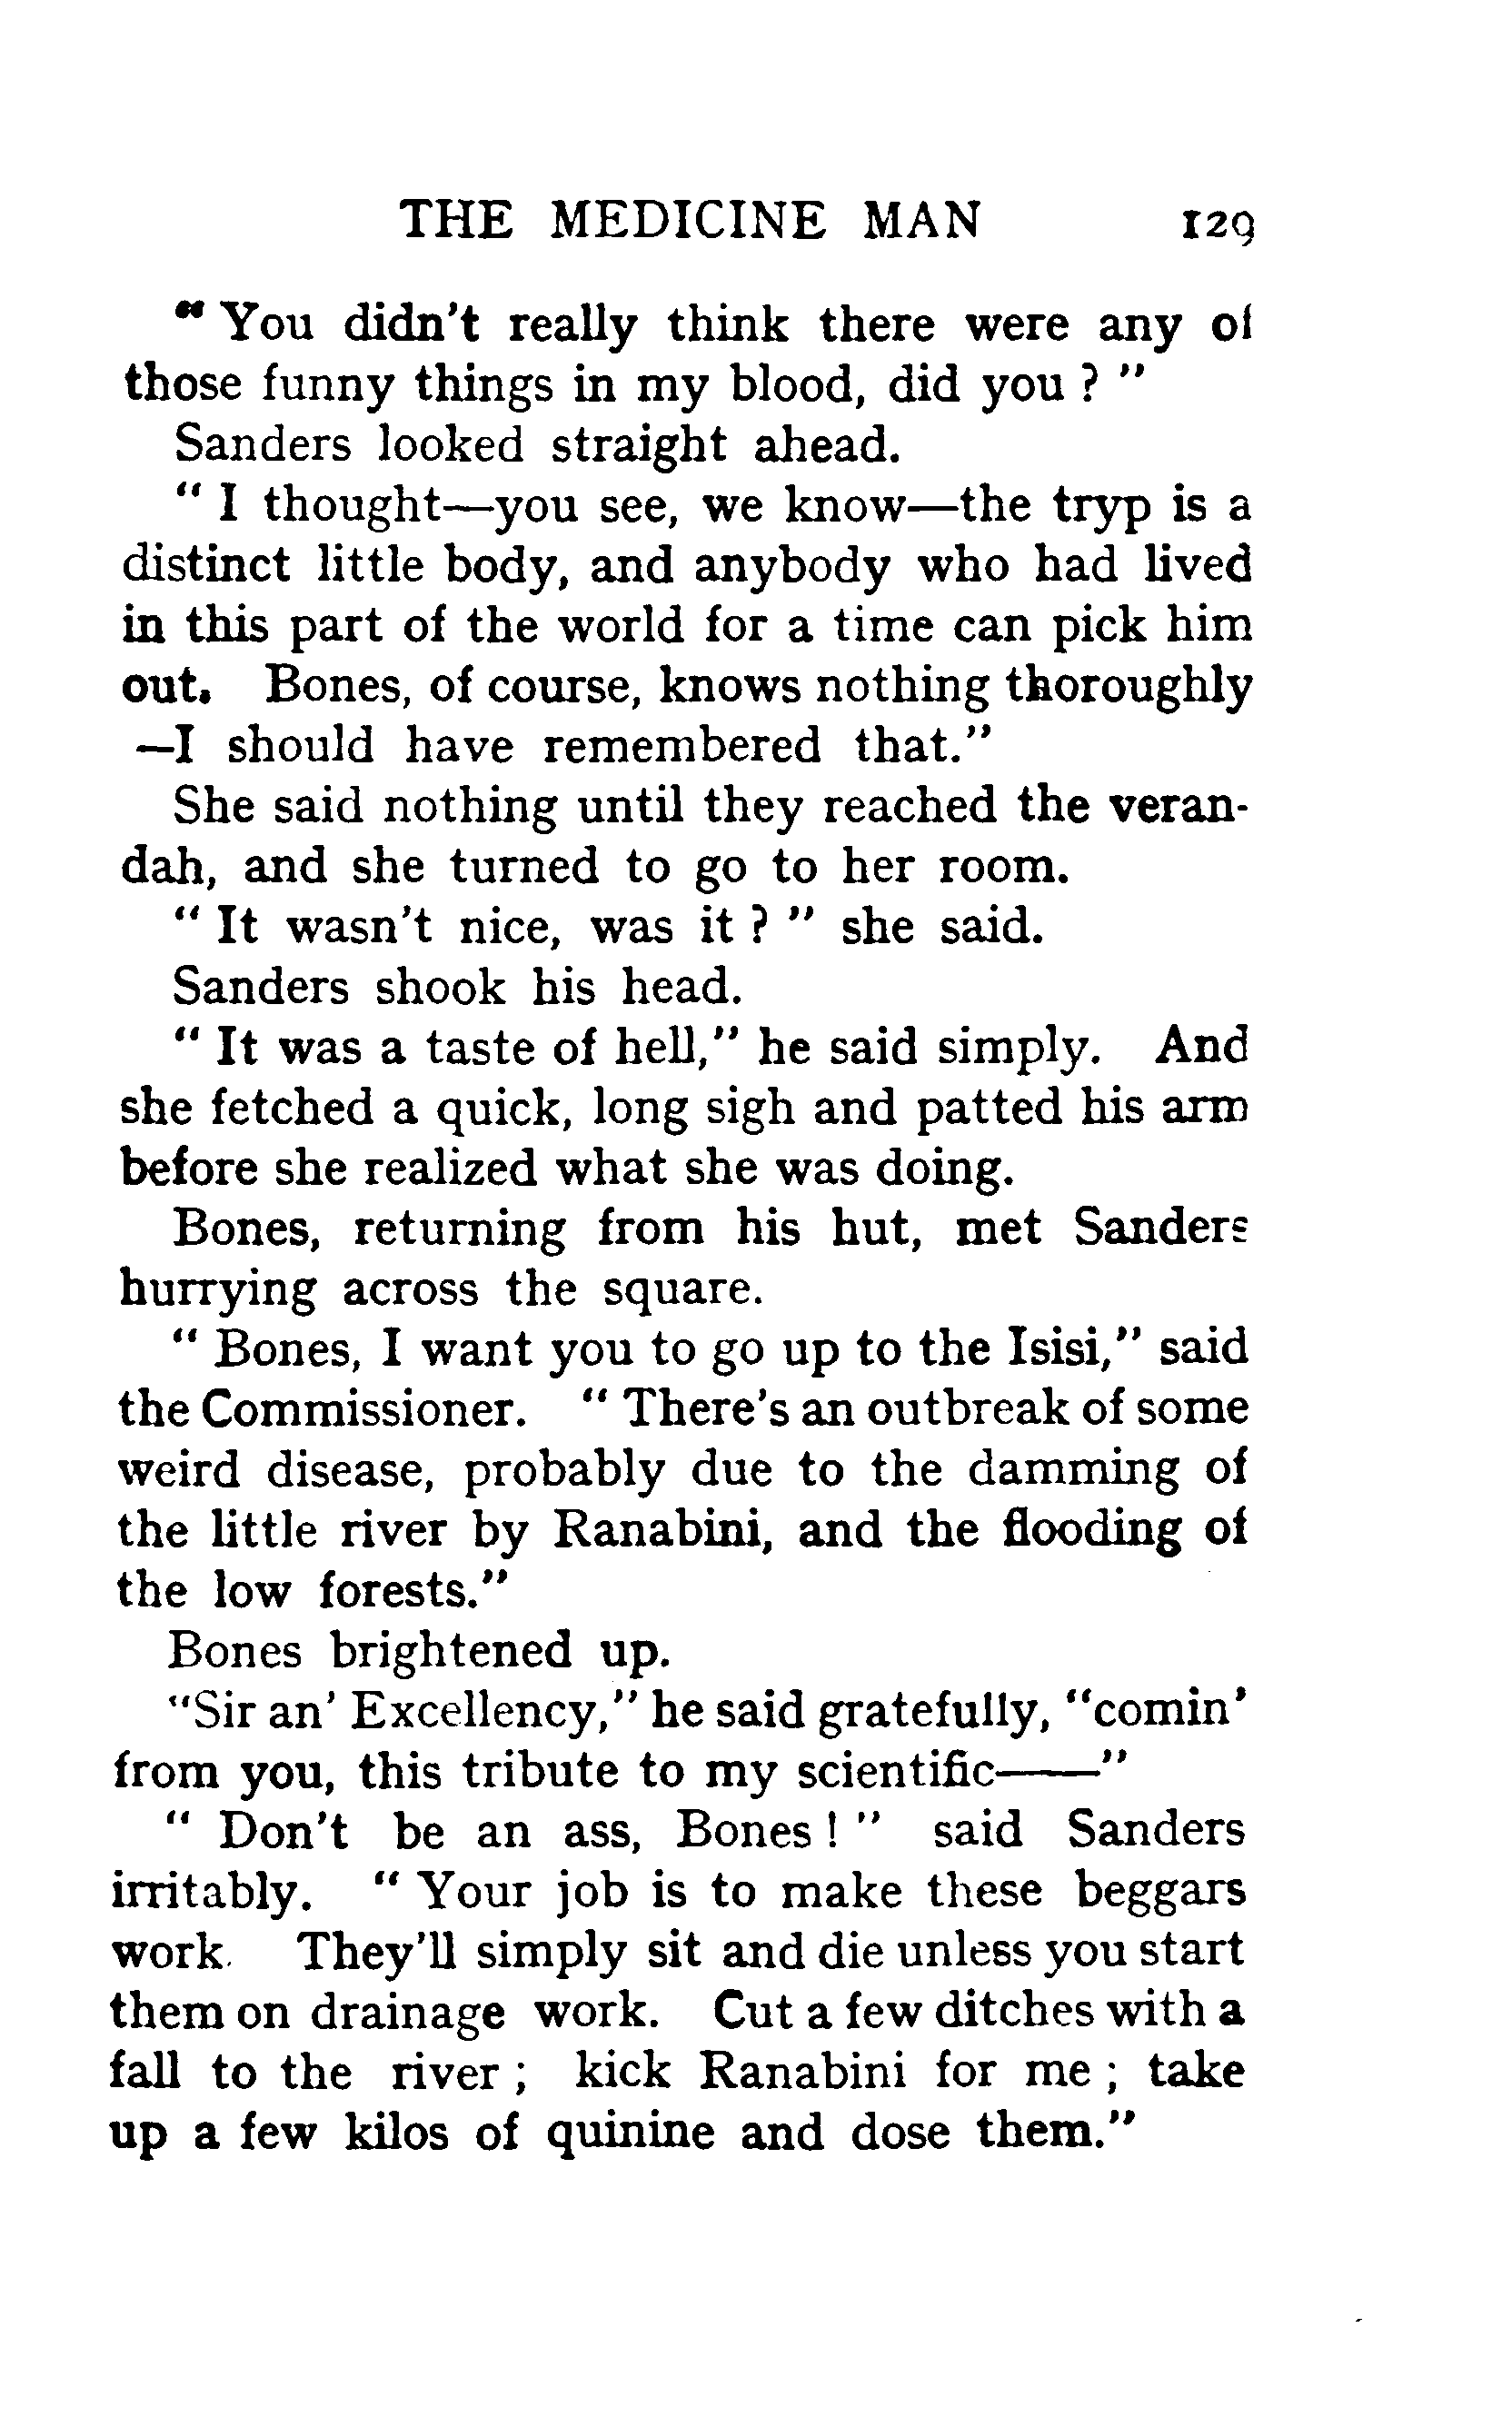 THE MEDICINE MAN 129
" You didn't really think there were any of
those funny things in my blood, did you ? "
Sanders looked straight ahead.
" I thought—you see, we know—the tryp is a
distinct little body, and anybody who had lived
in this part of the world for a time can pick him
out. Bones, of course, knows nothing thoroughly
—I should have remembered that."
She said nothing until they reached the veran-
dah, and she turned to go to her room.
" It wasn't nice, was it ? " she said.
Sanders shook his head.
" It was a taste of hell," he said simply. And
she fetched a quick, long sigh and patted his arm
before she realized what she was doing.
Bones, returning from his hut, met Sanders
hurrying across the square.
" Bones, I want you to go up to the Isisi," said
the Commissioner. " There's an outbreak of some
weird disease, probably due to the damming of
the little river by Ranabini, and the flooding of
the low forests."
Bones brightened up.
"Sir an' Excellency," he said gratefully, "comin'
from you, this tribute to my scientific——"
" Don't be an ass, Bones ! " said Sanders
irritably. " Your job is to make these beggars
work. They'll simply sit and die unless you start
them on drainage work. Cut a few ditches with a
fall to the river ; kick Ranabini for me ; take
up a few kilos of quinine and dose them."